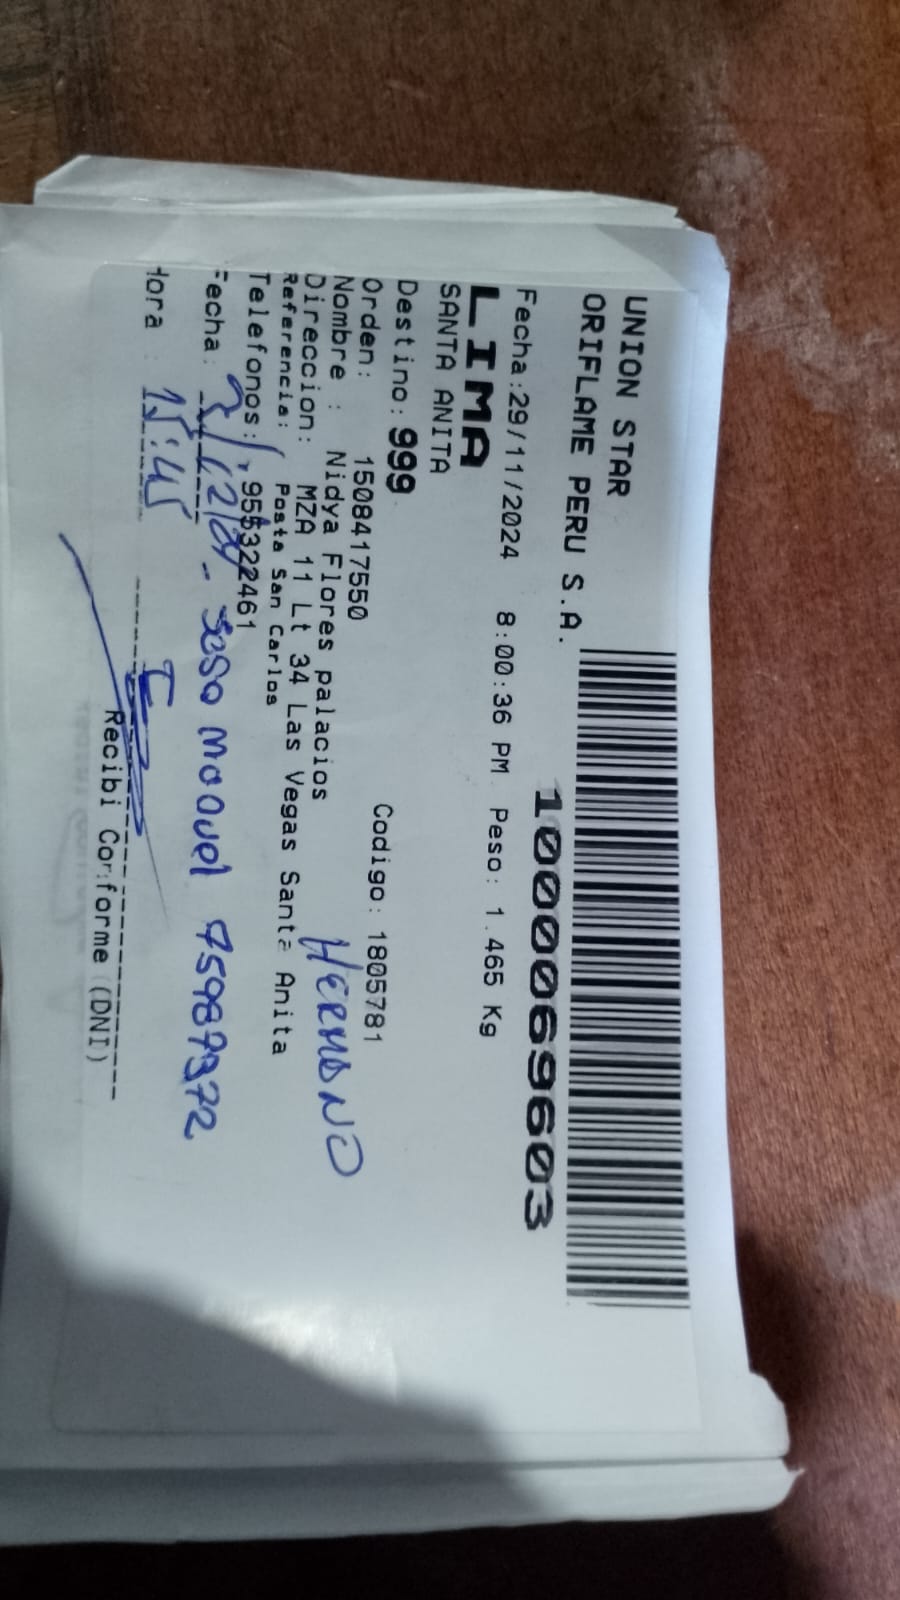 UNION STAR
ORIFLAME PERU S.A.
1000069603
Fecha:29/11/2024 8:00:36 PM Peso: 1.465 Kg
LIMA
SANTA ANITA
Destino: 999
Orden: 1508417550 Codigo: 1805781
Nombre : Nidya Flores palacios HERMANO
Direccion: MZA 11 Lt 34 Las Vegas Santa Anita
Referencia: Posta San Carlos
Telefonos: 955322461
Fecha: 75987372
Hora : 15:45
Recibi Conforme (DNI)